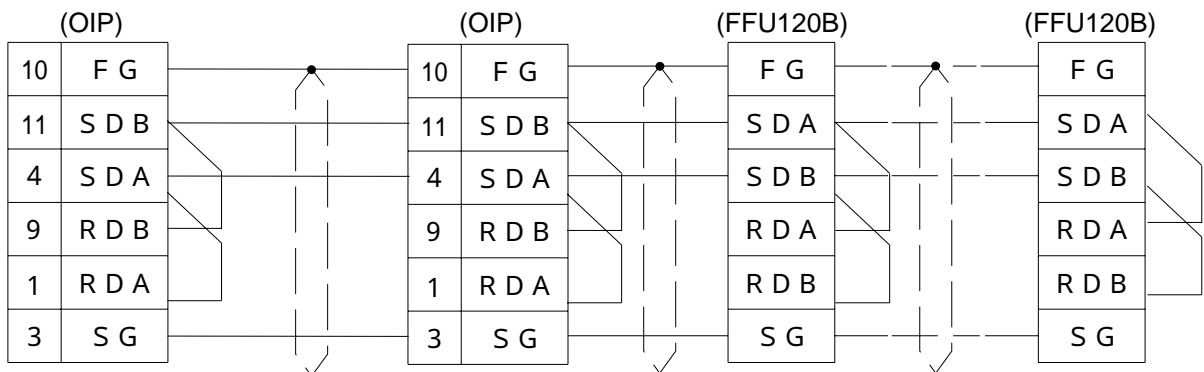 (OIP) (OIP) (FFU120B) (FFU120B)
10 F G 10 F G F G F G
11 S D B 11 S D B S D A S D A
4 S D A 4 S D A S D B S D B
9 R D B 9 R D B R D A R D A
1 R D A 1 R D A R D B R D B
3 S G 3 S G S G S G